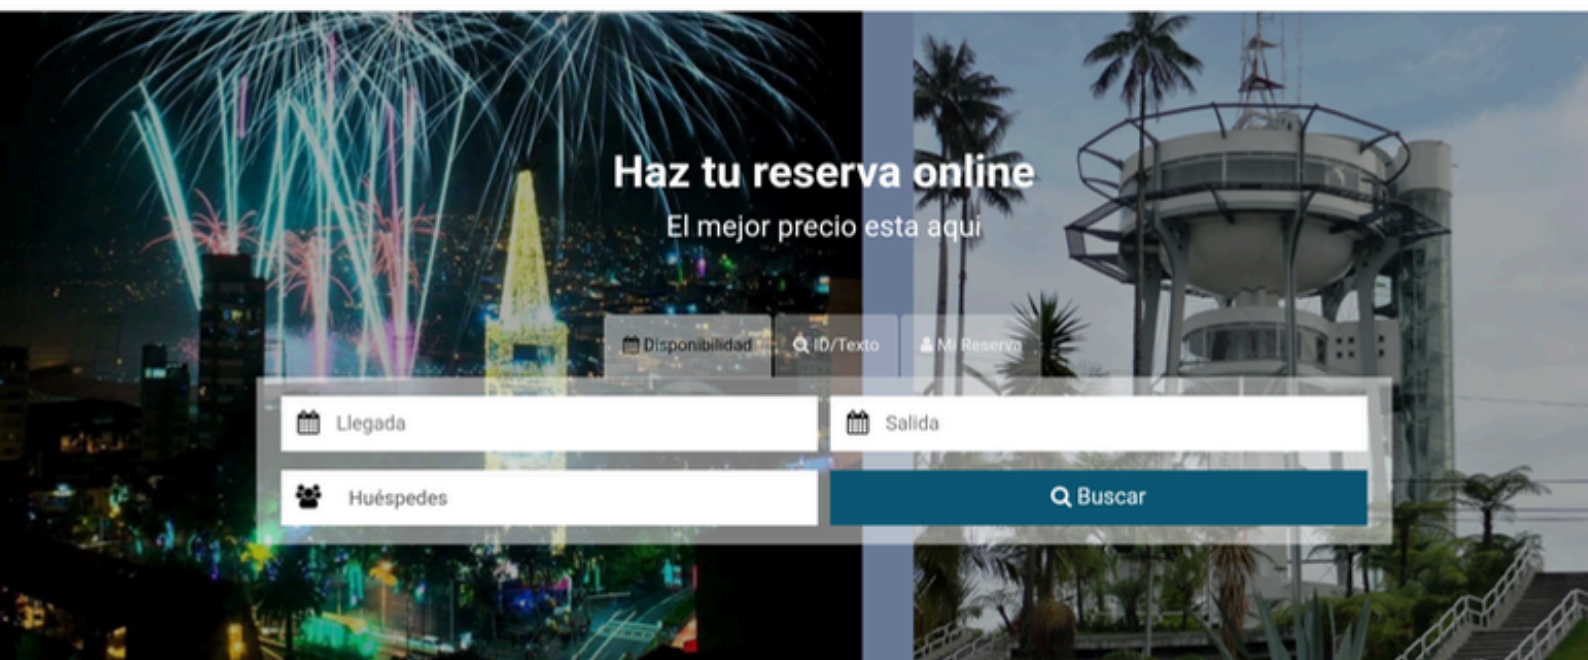 Haz tu reserva online
El mejor precio esta aqui
Disponibilidad
ID/Texto
Mi Reserva
Llegada
Salida
Huéspedes
Buscar